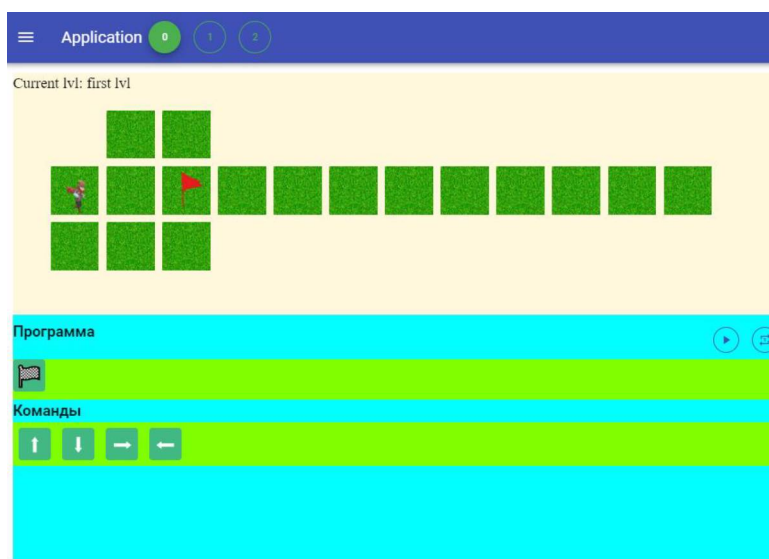 Application 0 1 2
Current lvl: first lvl
Программа
Команды